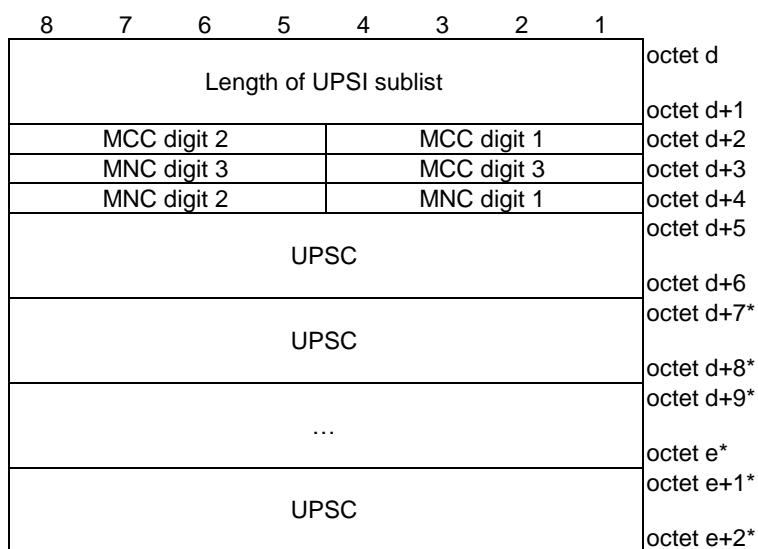 8 7 6 5 4 3 2 1
octet d
Length of UPSI sublist
octet d+1
MCC digit 2 MCC digit 1 octet d+2
MNC digit 3 MCC digit 3 octet d+3
MNC digit 2 MNC digit 1 octet d+4
octet d+5
UPSC
octet d+6
octet d+7*
UPSC
octet d+8*
octet d+9*
…
octet e*
octet e+1*
UPSC
octet e+2*